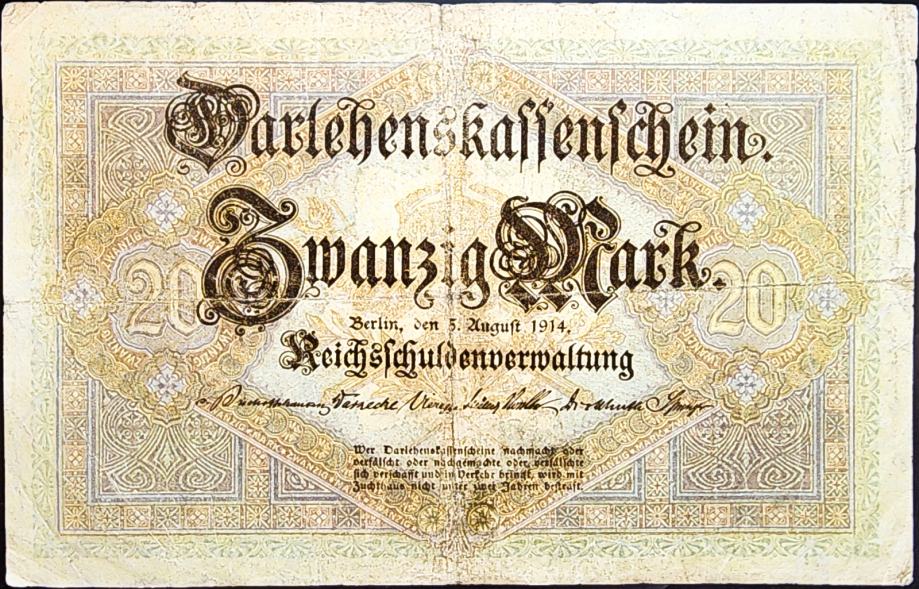 Darlehenskassenschein.
Zwanzig Mark.
20
20
Berlin, den 5. August 1914.
Reichsschuldenverwaltung
Warnecke
Wer Darlehenskassenscheine nachmacht oder
verfälscht oder nachgemachte oder verfälschte
sich verschafft und in Verkehr bringt, wird mit
Zuchthaus nicht unter zwei Jahren bestraft.